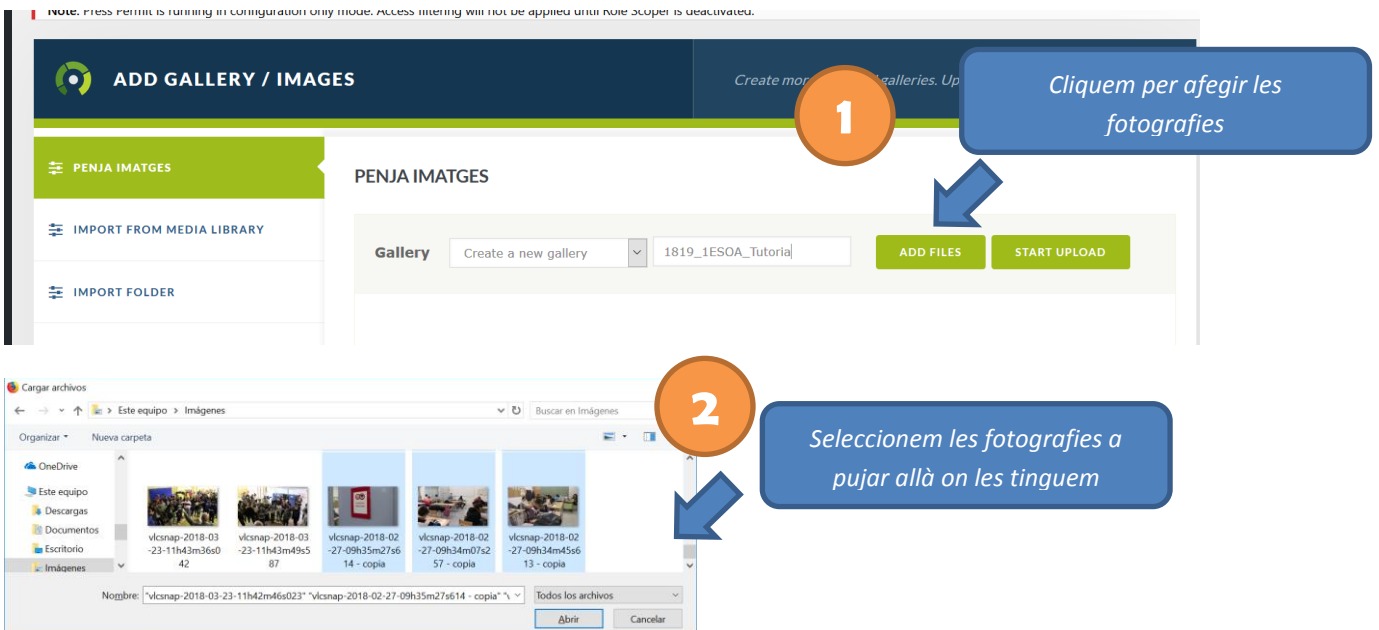 Note: Press Permit is running in configuration only mode. Access filtering will not be applied until Role Scoper is deactivated.
ADD GALLERY / IMAGES
Create mor galleries. Up
1
Cliquem per afegir les
fotografies
PENJA IMATGES
PENJA IMATGES
IMPORT FROM MEDIA LIBRARY
Gallery Create a new gallery 1819_1ESOA_Tutoria ADD FILES START UPLOAD
IMPORT FOLDER
Cargar archivos
Este equipo > Imágenes Buscar en Imágenes
2
Organizar Nueva carpeta
Seleccionem les fotografies a
pujar allà on les tinguem
OneDrive
Este equipo
Descargas
Documentos
Escritorio
Imágenes
vlcsnap-2018-03
-23-11h43m36s0
42
vlcsnap-2018-03
-23-11h43m49s5
87
vlcsnap-2018-02
-27-09h35m27s6
14 - copia
vlcsnap-2018-02
-27-09h34m07s2
57 - copia
vlcsnap-2018-02
-27-09h34m45s6
13 - copia
Nombre: "vlcsnap-2018-03-23-11h42m46s023" "vlcsnap-2018-02-27-09h35m27s614 - copia" "v Todos los archivos
Abrir Cancelar